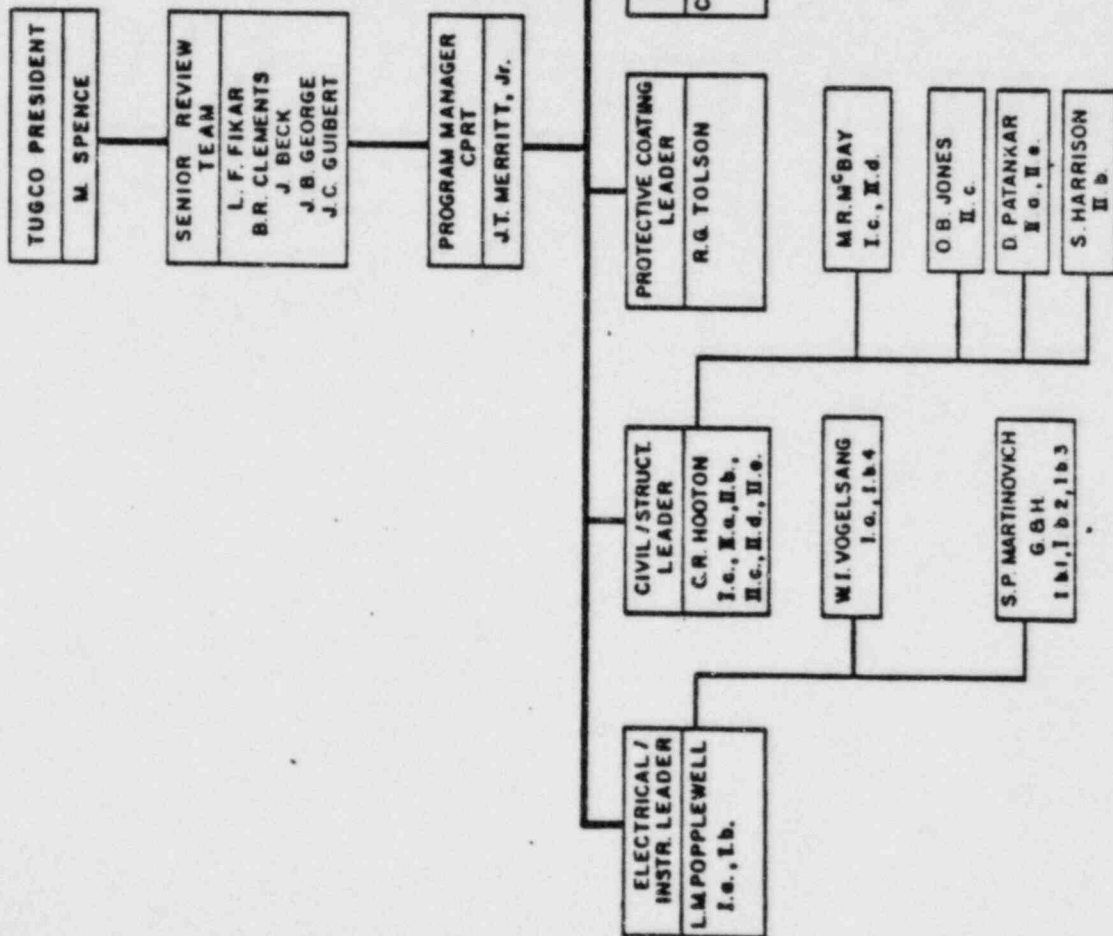 TUGCO PRESIDENT
M. SPENCE
SENIOR REVIEW
TEAM
L. F. FIKAR
B.R. CLEMENTS
J. BECK
J. B. GEORGE
J.C. GUIBERT
PROGRAM MANAGER
CPRT
J.T. MERRITT, Jr.
ELECTRICAL /
INSTR. LEADER
L.M. POPPLEWELL
I.a., I.b.
CIVIL / STRUCT.
LEADER
C.R. HOOTON
I.c., II.a., II.b.,
II.c., II.d., II.e.
PROTECTIVE COATING
LEADER
R.G. TOLSON
C
W.I. VOGELSANG
I.a., I.b.4
S.P. MARTINOVICH
G & H
I b 1, I b 2, I b 3
M.R. McBAY
I.c., II.d.
O B. JONES
II. c.
D. PATANKAR
II. a, II. e.
S. HARRISON
II b.